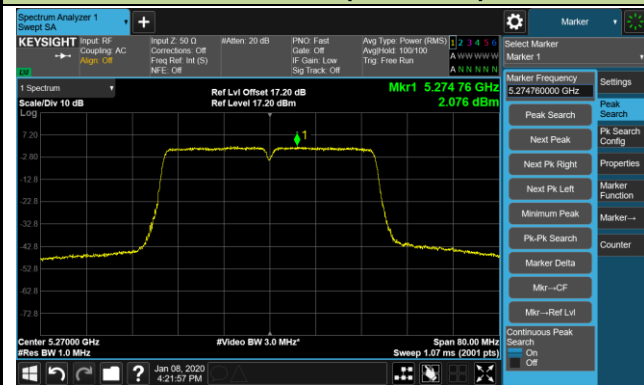 Spectrum Analyzer 1
Swept SA
Marker
KEYSIGHT
Input: RF
Coupling: AC
Align: Off
Input Z: 50 Ω
Corrections: Off
Freq Ref: Int (S)
NFE: Off
#Atten: 20 dB
PNO: Fast
Gate: Off
IF Gain: Low
Sig Track: Off
Avg Type: Power (RMS)
Avg|Hold: 100/100
Trig: Free Run
1 2 3 4 5 6
A W W W W W
A N N N N N
Select Marker
Marker 1
1 Spectrum
Scale/Div 10 dB
Log
Ref Lvl Offset 17.20 dB
Ref Level 17.20 dBm
Mkr1 5.274 76 GHz
2.076 dBm
Marker Frequency
5.274760000 GHz
Settings
Peak Search
Next Peak
Next Pk Right
Next Pk Left
Minimum Peak
Pk-Pk Search
Marker Delta
Mkr→CF
Mkr→Ref Lvl
Continuous Peak
Search
On
Off
Peak
Search
Pk Search
Config
Properties
Marker
Function
Marker→
Counter
1
7.20
-2.80
-12.8
-22.8
-32.8
-42.8
-52.8
-62.8
-72.8
Center 5.27000 GHz
#Res BW 1.0 MHz
#Video BW 3.0 MHz*
Span 80.00 MHz
Sweep 1.07 ms (2001 pts)
?
Jan 08, 2020
4:21:57 PM